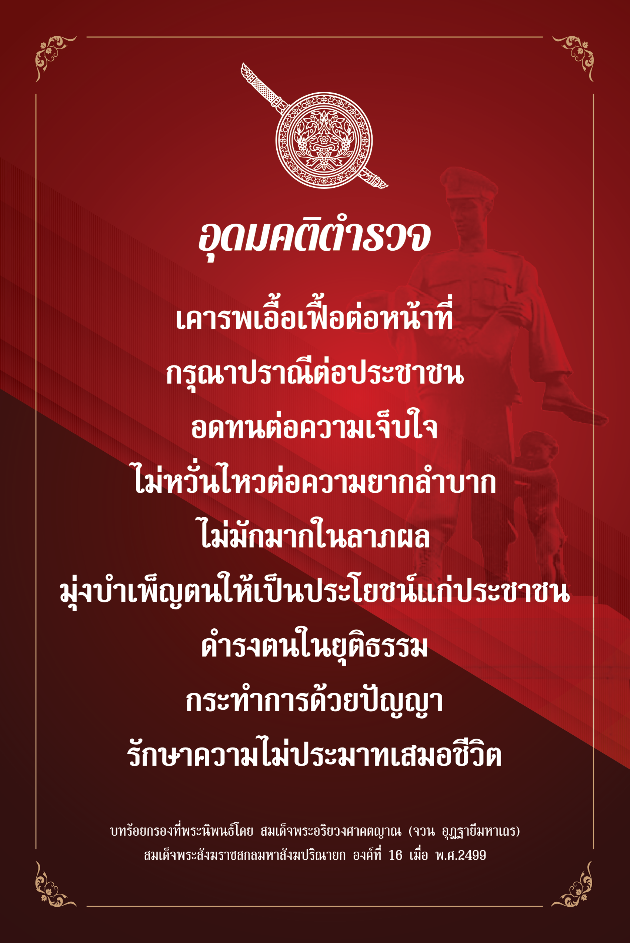 อุดมคติตำรวจ
เคารพเอื้อเฟื้อต่อหน้าที่
กรุณาปราณีต่อประชาชน
อดทนต่อความเจ็บใจ
ไม่หวั่นไหวต่อความยากลำบาก
ไม่มักมากในลาภผล
มุ่งบำเพ็ญตนให้เป็นประโยชน์แก่ประชาชน
ดำรงตนในยุติธรรม
กระทำการด้วยปัญญา
รักษาความไม่ประมาทเสมอชีวิต
บทร้อยกรองที่พระนิพนธ์โดย สมเด็จพระอริยวงศาคตญาณ (จวน อุฏฐายีมหาเถร)
สมเด็จพระสังฆราชสกลมหาสังฆปริณายก องค์ที่ 16 เมื่อ พ.ศ.2499